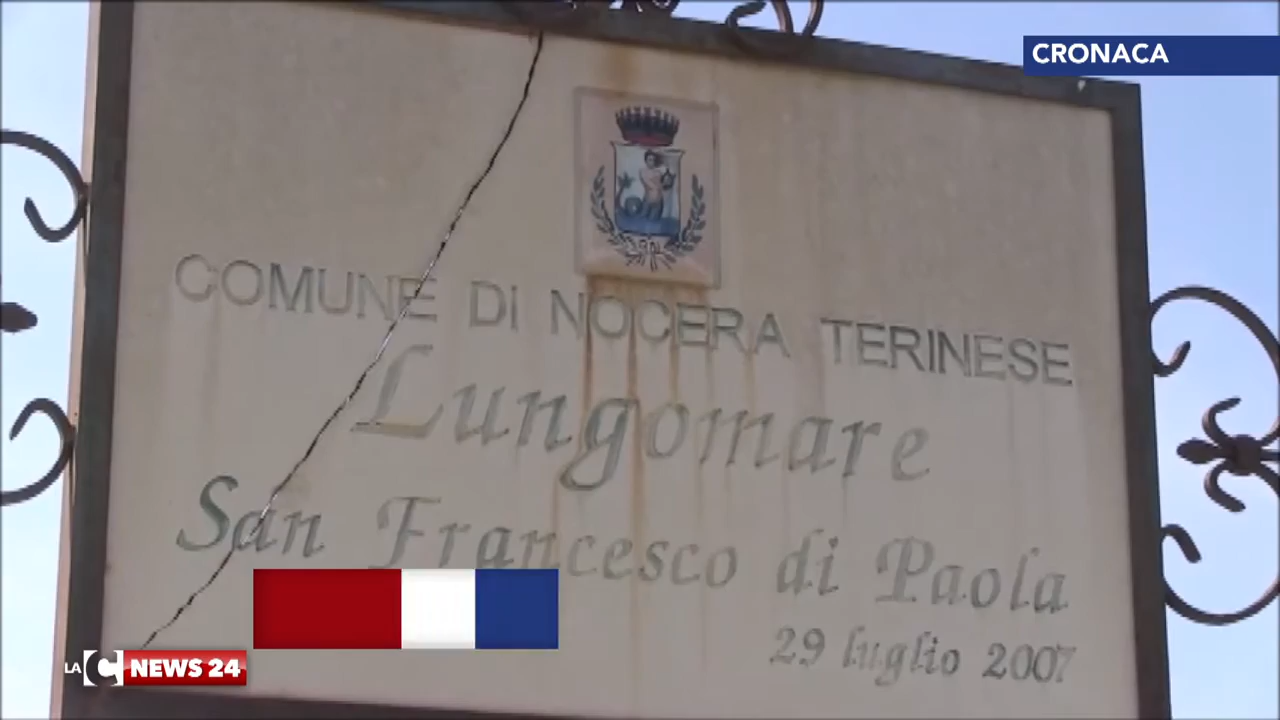 CRONACA
COMUNE DI NOCERA TERINESE
Lungomare
San Francesco di Paola
29 luglio 2007
LA C NEWS 24